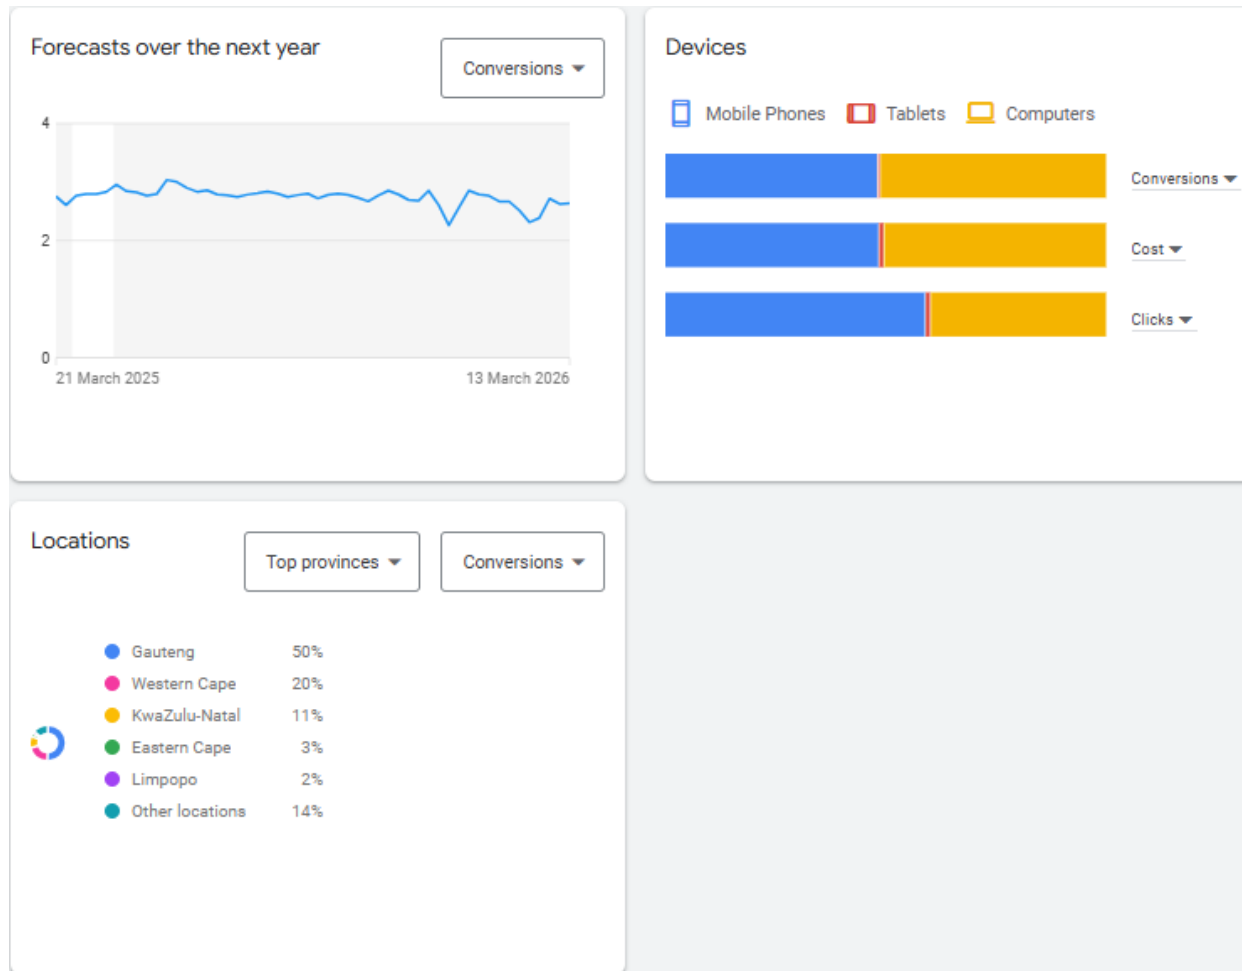 Forecasts over the next year
Conversions
4
2
0
21 March 2025
13 March 2026
Devices
Mobile Phones
Tablets
Computers
Conversions
Cost
Clicks
Locations
Top provinces
Conversions
Gauteng 50%
Western Cape 20%
KwaZulu-Natal 11%
Eastern Cape 3%
Limpopo 2%
Other locations 14%